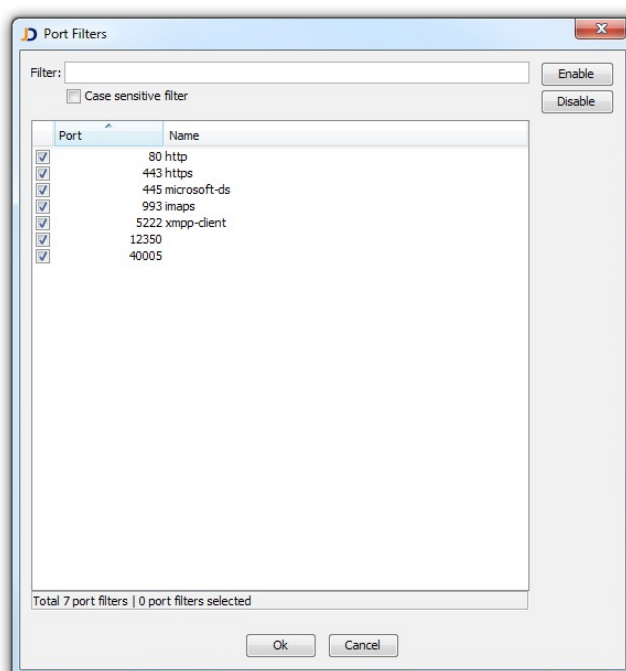 Port Filters
Filter:
Enable
Case sensitive filter
Disable
Port Name
80 http
443 https
445 microsoft-ds
993 imaps
5222 xmpp-client
12350
40005
Total 7 port filters | 0 port filters selected
Ok Cancel